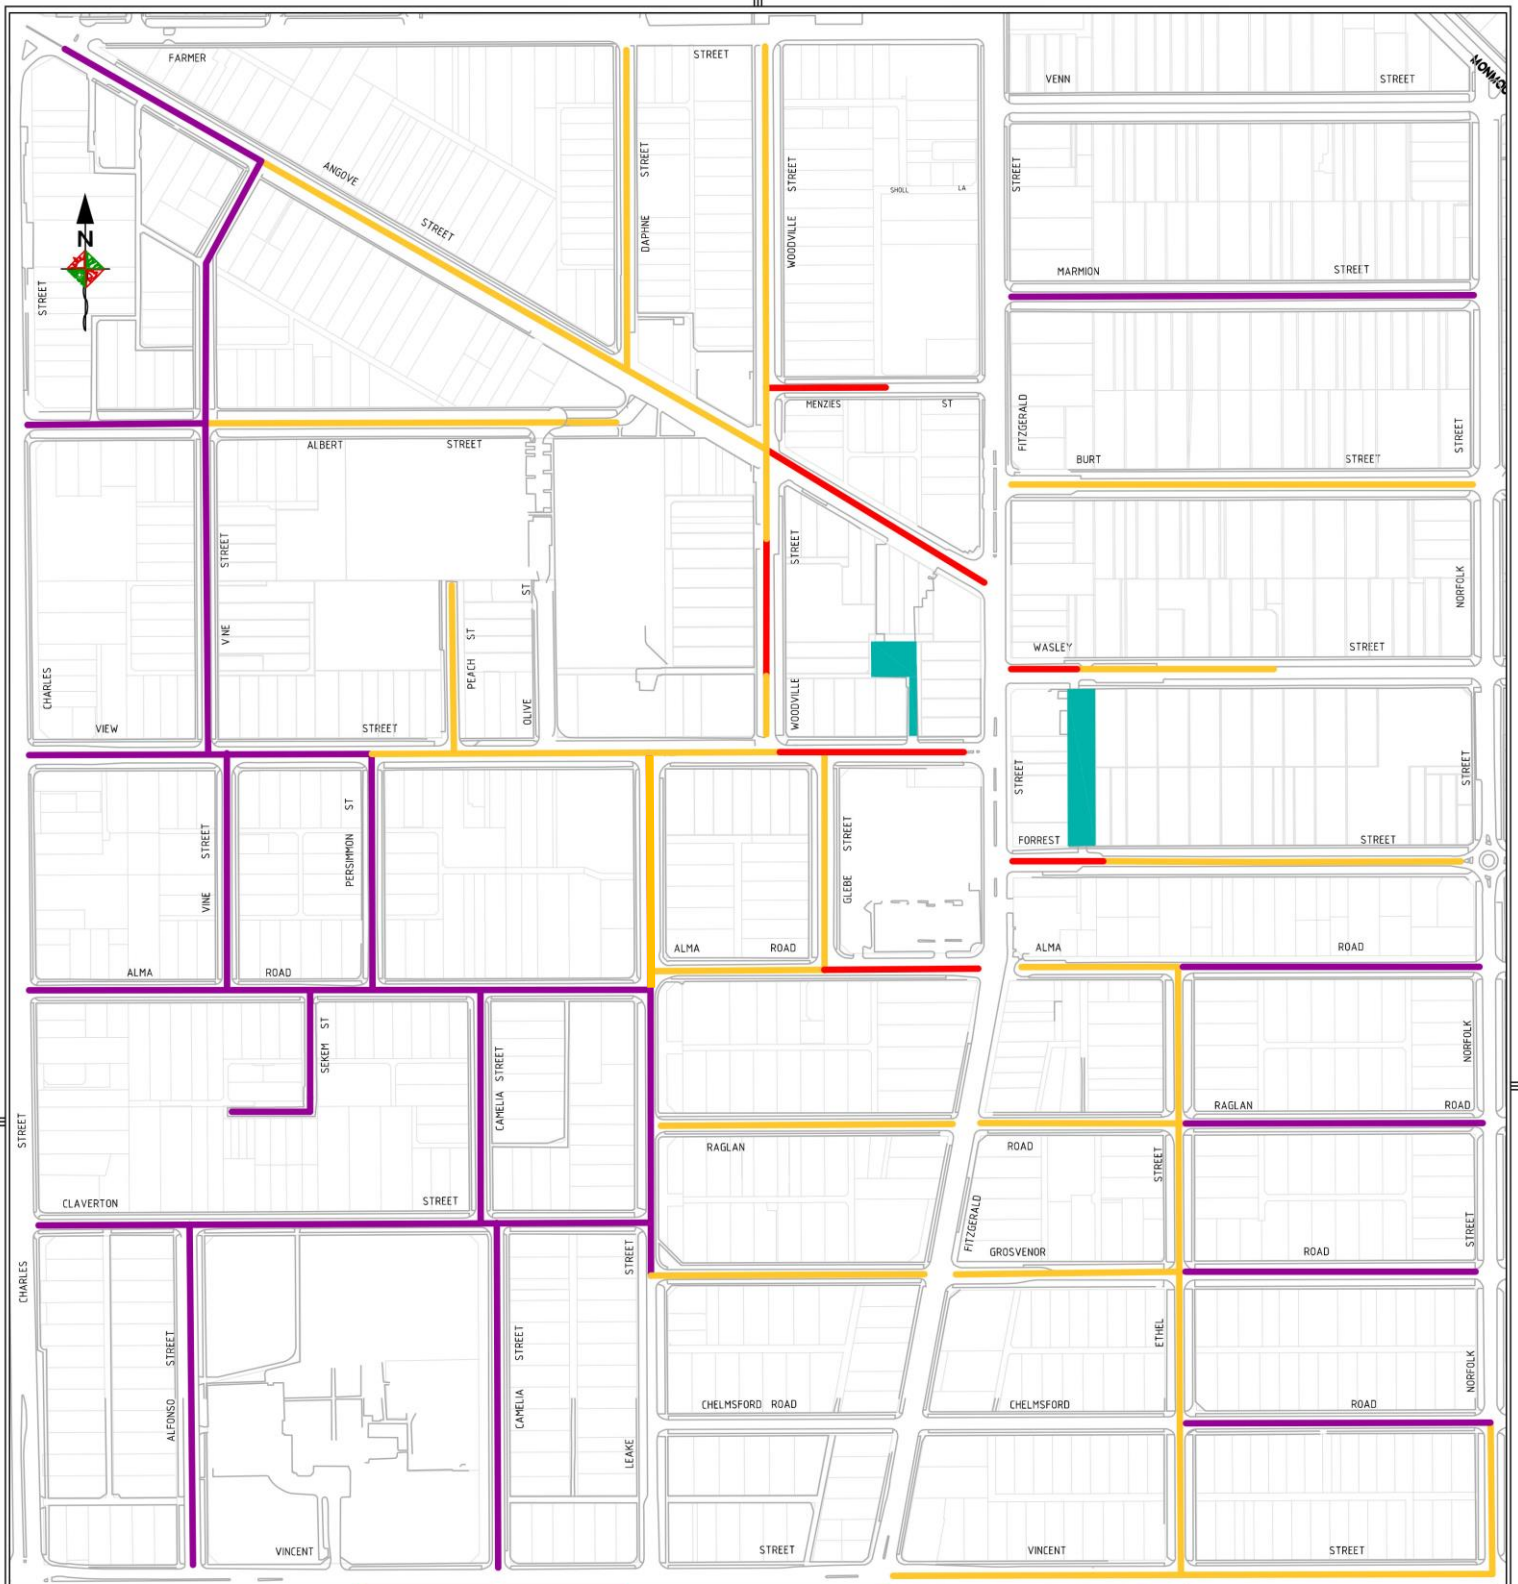 FARMER
STREET
VENN
STREET
MONMOU
ANGOVE
STREET
STREET
DAPHNE
STREET
WOODVILLE
SHOLL
LA
STREET
N
STREET
MARMION
STREET
MENZIES
ST
FITZGERALD
STREET
ALBERT
STREET
BURT
STREET
STREET
STREET
NORFOLK
VINE
PEACH ST
ST
OLIVE
WASLEY
STREET
CHARLES
WOODVILLE
VIEW
STREET
STREET
STREET
STREET
VINE
ST
PERSIMMON
STREET
GLEBE
FORREST
STREET
ALMA
ROAD
ALMA
ROAD
ALMA
ROAD
SEKEM ST
CAMELIA STREET
NORFOLK
STREET
RAGLAN
ROAD
RAGLAN
ROAD
STREET
CLAVERTON
STREET
FITZGERALD
GROSVENOR
ROAD
STREET
CHARLES
STREET
STREET
ALFONSO
STREET
CAMELIA
ETHEL
NORFOLK
CHELMSFORD ROAD
CHELMSFORD
ROAD
LEAKE
VINCENT
STREET
VINCENT
STREET